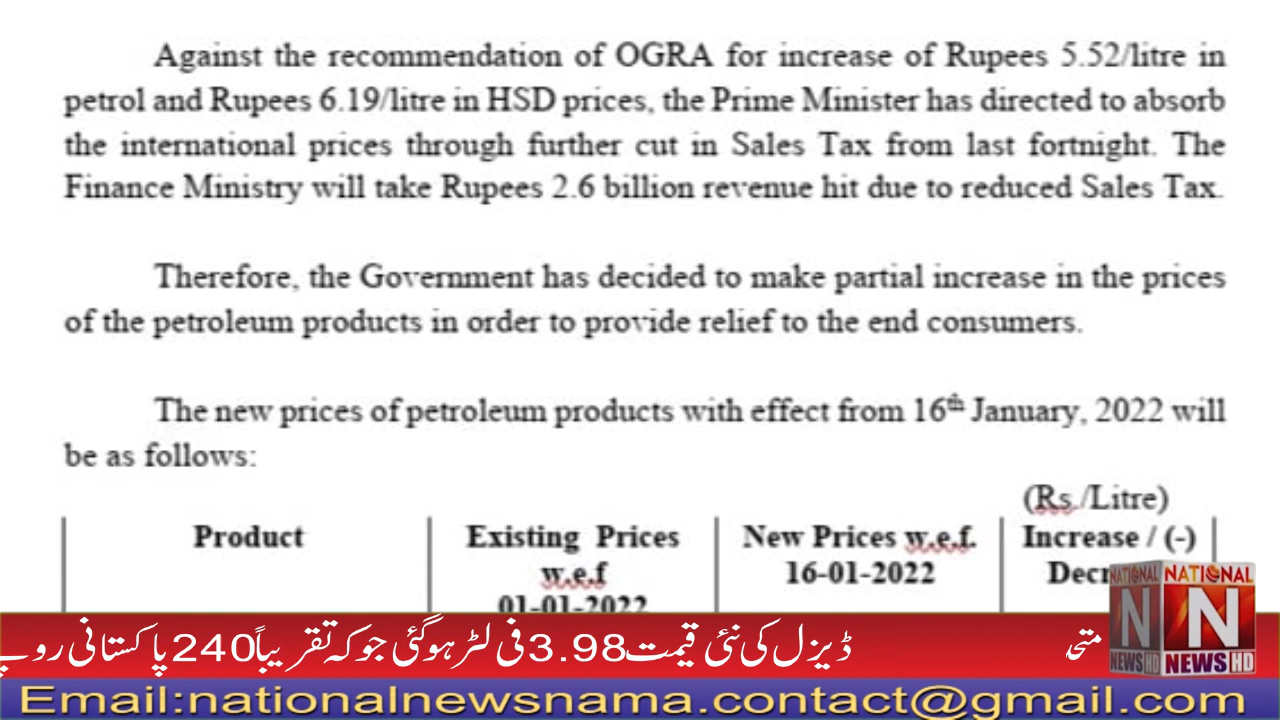 Against the recommendation of OGRA for increase of Rupees 5.52/litre in
petrol and Rupees 6.19/litre in HSD prices, the Prime Minister has directed to absorb
the international prices through further cut in Sales Tax from last fortnight. The
Finance Ministry will take Rupees 2.6 billion revenue hit due to reduced Sales Tax.
Therefore, the Government has decided to make partial increase in the prices
of the petroleum products in order to provide relief to the end consumers.
The new prices of petroleum products with effect from 16th January, 2022 will
be as follows:
(Rs./Litre)
Product Existing Prices New Prices w.e.f. Increase / (-)
w.e.f 16-01-2022
01-01-2022
NATIONAL NATIONAL
N N
NEWS HD NEWS HD
ڈیزل کی نئی قیمت 3.98 فی لٹر ہوگئی جو کہ تقریباً 240 پاکستانی
Email:nationalnewsnama.contact@gmail.com